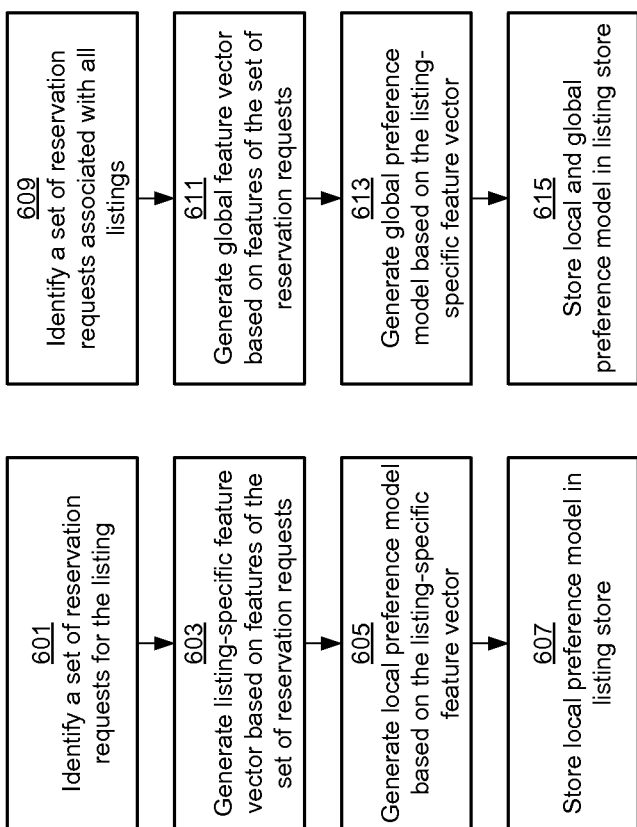 601
Identify a set of reservation
requests for the listing
603
Generate listing-specific feature
vector based on features of the
set of reservation requests
605
Generate local preference model
based on the listing-specific
feature vector
607
Store local preference model in
listing store
609
Identify a set of reservation
requests associated with all
listings
611
Generate global feature vector
based on features of the set of
reservation requests
613
Generate global preference
model based on the listing-
specific feature vector
615
Store local and global
preference model in listing store